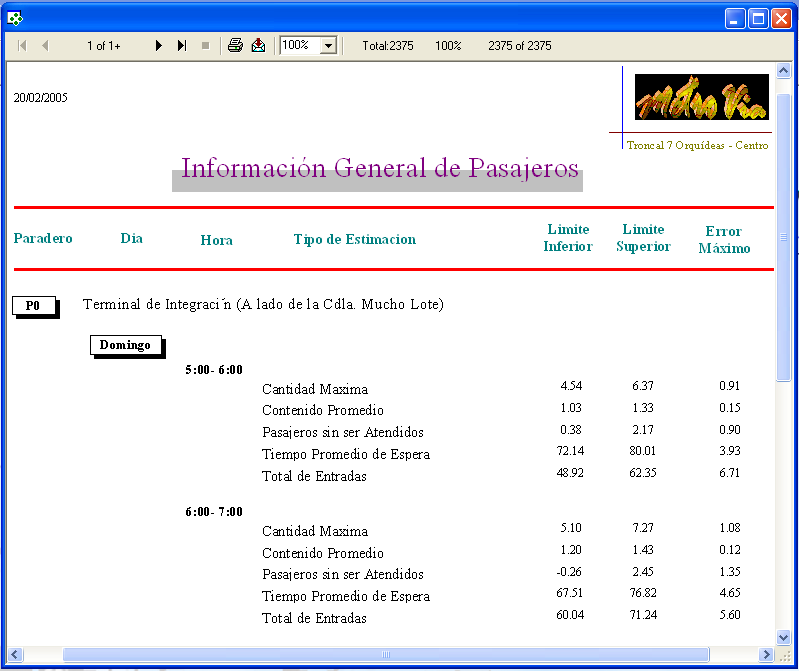 1 of 1+ 100% Total:2375 100% 2375 of 2375
20/02/2005
Metro Via
Troncal 7 Orquídeas - Centro
Información General de Pasajeros
Paradero Dia Hora Tipo de Estimacion Limite Inferior Limite Superior Error Máximo
P0 Terminal de Integraci´n (A lado de la Cdla. Mucho Lote)
Domingo
5:00- 6:00
Cantidad Maxima 4.54 6.37 0.91
Contenido Promedio 1.03 1.33 0.15
Pasajeros sin ser Atendidos 0.38 2.17 0.90
Tiempo Promedio de Espera 72.14 80.01 3.93
Total de Entradas 48.92 62.35 6.71
6:00- 7:00
Cantidad Maxima 5.10 7.27 1.08
Contenido Promedio 1.20 1.43 0.12
Pasajeros sin ser Atendidos -0.26 2.45 1.35
Tiempo Promedio de Espera 67.51 76.82 4.65
Total de Entradas 60.04 71.24 5.60